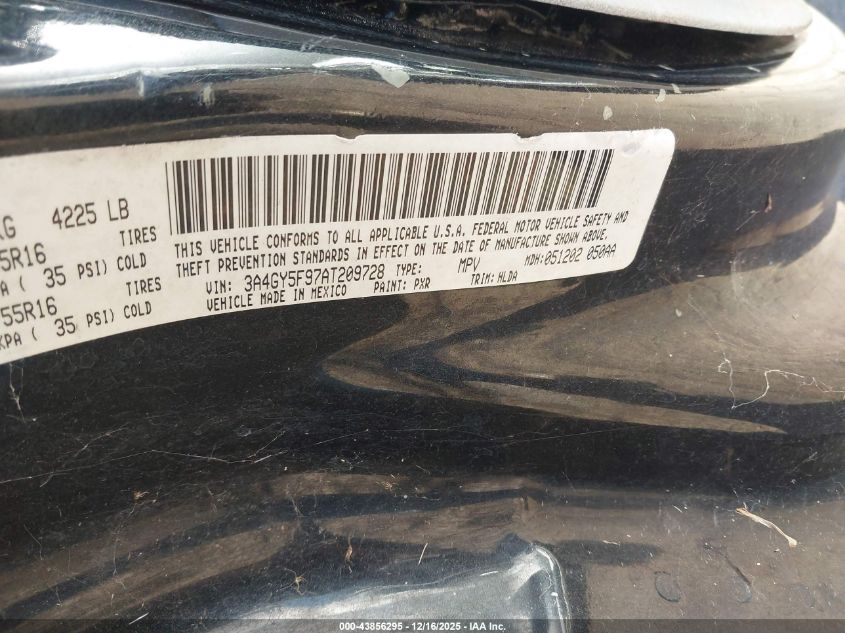 KG 4225 LB
5R16 TIRES
KPA ( 35 PSI) COLD
55R16 TIRES
KPA ( 35 PSI) COLD
THIS VEHICLE CONFORMS TO ALL APPLICABLE U.S.A. FEDERAL MOTOR VEHICLE SAFETY AND
THEFT PREVENTION STANDARDS IN EFFECT ON THE DATE OF MANUFACTURE SHOWN ABOVE.
VIN: 3A4GY5F97AT209728 TYPE: MPV MDH: 051202 050AA
VEHICLE MADE IN MEXICO PAINT: PXR TRIM: HLDA
000-43856295 - 12/16/2025 - IAA Inc.